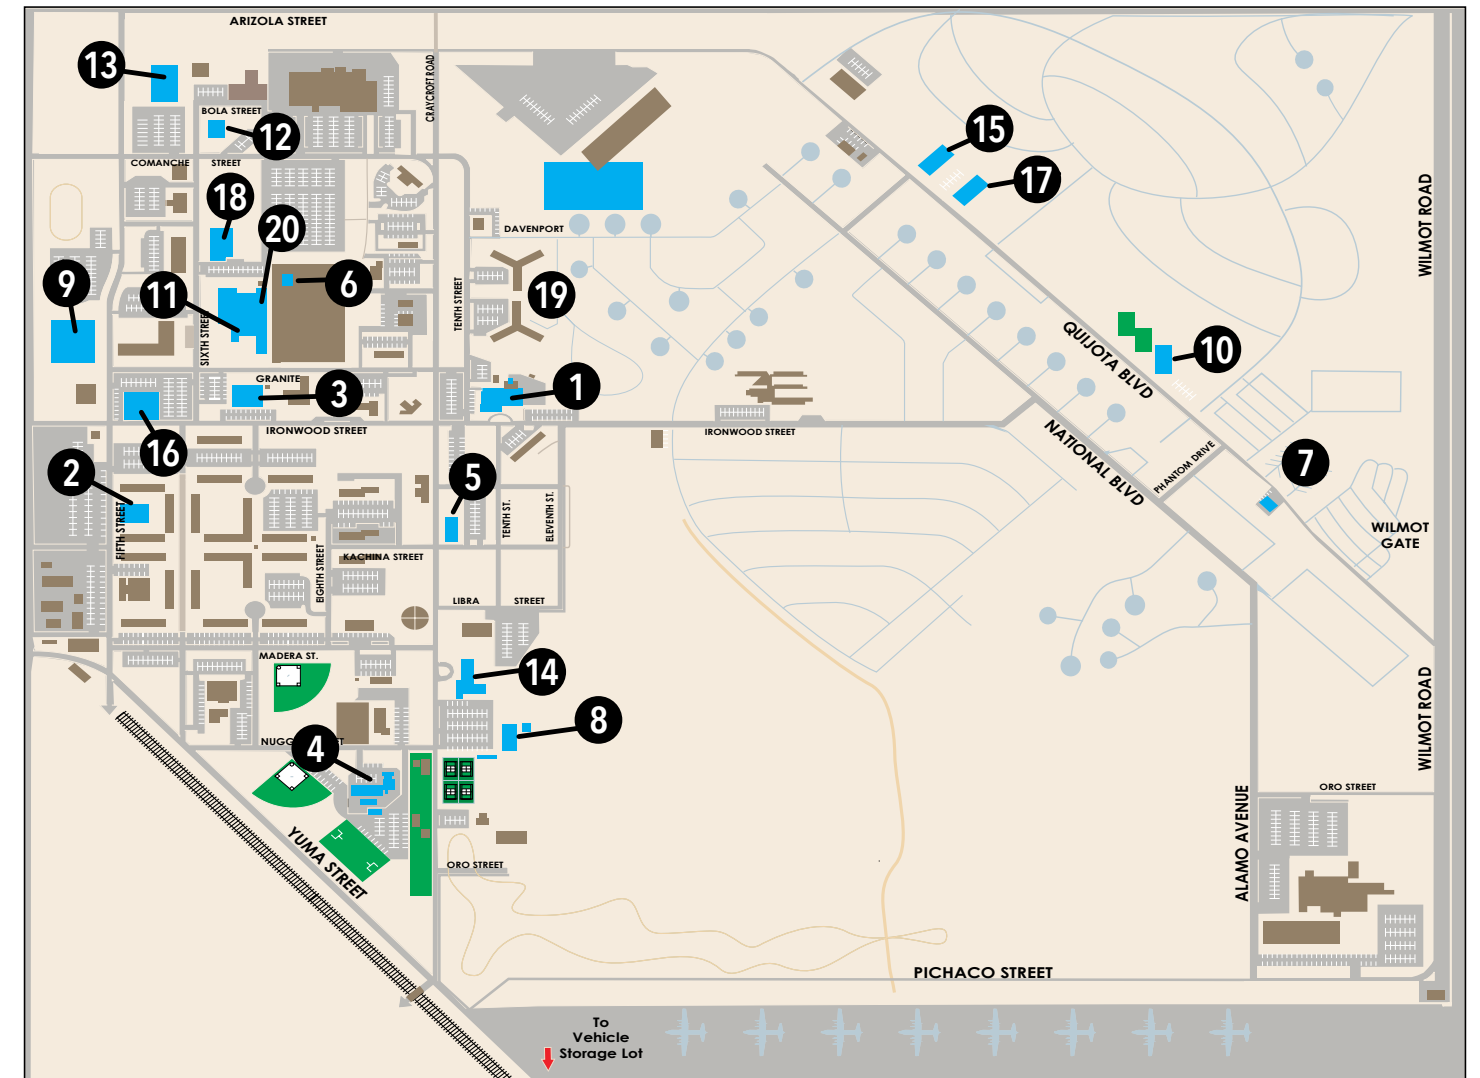 ARIZOLA STREET
CRAYCROFT ROAD
13
BOLA STREET
12
15
COMANCHE
STREET
17
18
20
DAVENPORT
WILMOT ROAD
9
11
6
19
SIXTH STREET
TENTH STREET
QUIJOTA BLVD
10
GRANITE
3
1
16
IRONWOOD STREET
IRONWOOD STREET
NATIONAL BLVD
PHANTOM DRIVE
7
2
5
FIFTH STREET
TENTH ST.
ELEVENTH ST.
WILMOT
GATE
EIGHTH STREET
KACHINA STREET
LIBRA
STREET
MADERA ST.
14
WILMOT ROAD
8
4
YUMA STREET
ORO STREET
ALAMO AVENUE
ORO STREET
PICHACO STREET
To
Vehicle
Storage Lot